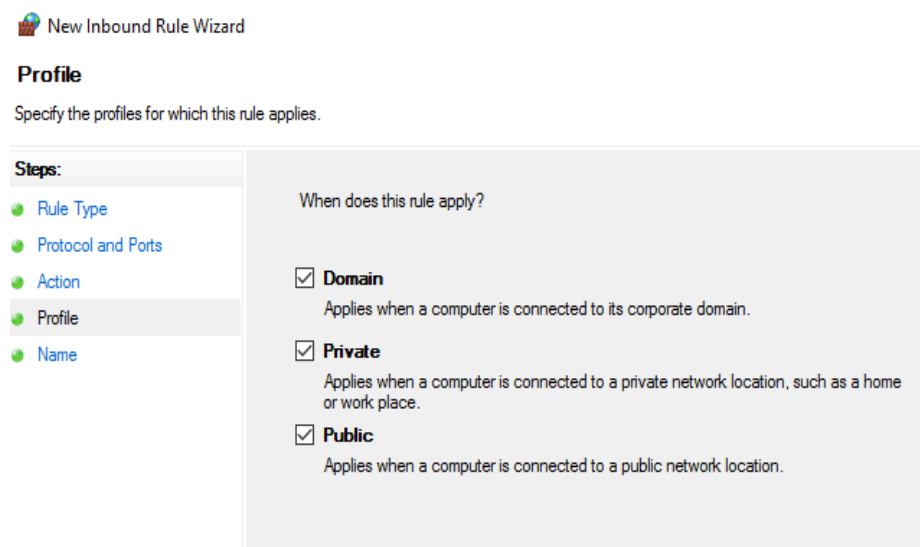 New Inbound Rule Wizard
Profile
Specify the profiles for which this rule applies.
Steps:
Rule Type
Protocol and Ports
Action
Profile
Name
When does this rule apply?
Domain
Applies when a computer is connected to its corporate domain.
Private
Applies when a computer is connected to a private network location, such as a home
or work place.
Public
Applies when a computer is connected to a public network location.